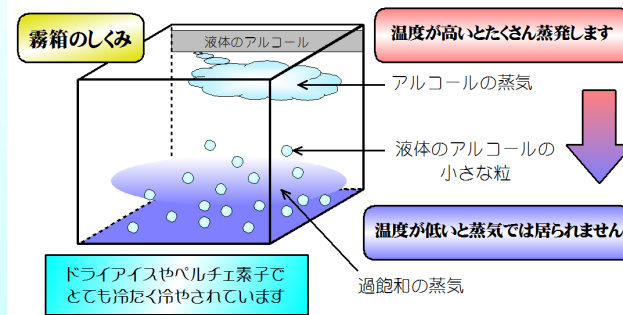 霧箱のしくみ
液体のアルコール
温度が高いとたくさん蒸発します
アルコールの蒸気
液体のアルコールの
小さな粒
温度が低いと蒸気では居られません
過飽和の蒸気
ドライアイスやペルチェ素子で
とても冷たく冷やされています